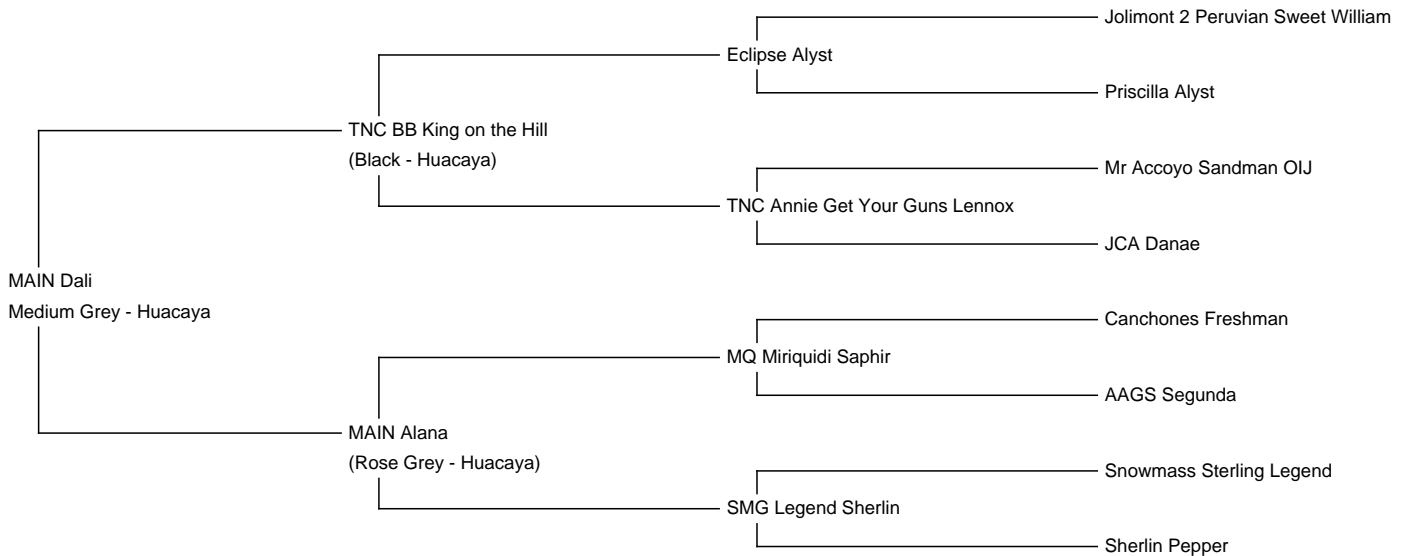 Jolimont 2 Peruvian Sweet William
Eclipse Alyst
Priscilla Alyst
TNC BB King on the Hill
(Black - Huacaya)
Mr Accoyo Sandman OIJ
TNC Annie Get Your Guns Lennox
JCA Danae
MAIN Dali
Medium Grey - Huacaya
Canchones Freshman
MQ Miriquidi Saphir
AAGS Segunda
MAIN Alana
(Rose Grey - Huacaya)
Snowmass Sterling Legend
SMG Legend Sherlin
Sherlin Pepper